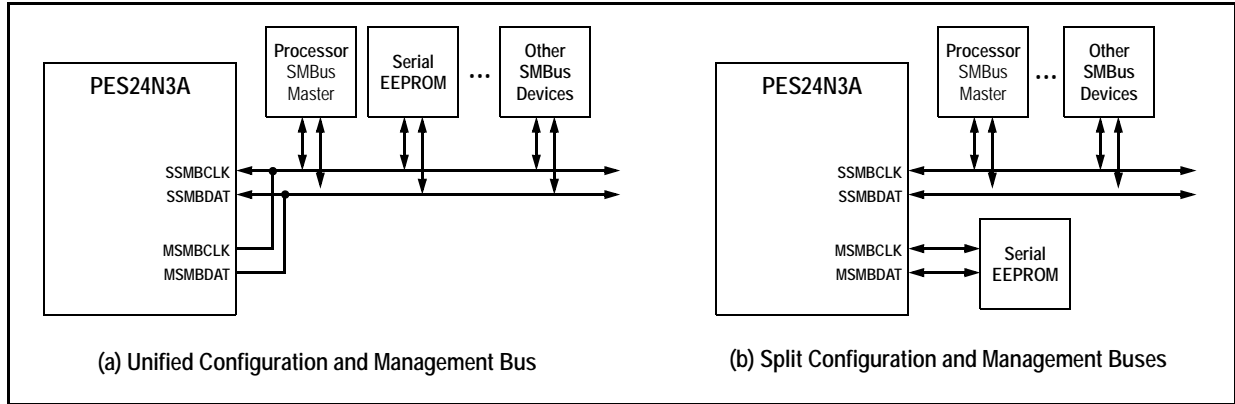 PES24N3A
Processor
SMBus
Master
Serial
EEPROM
...
Other
SMBus
Devices
SSMBCLK
SSMBDAT
MSMBCLK
MSMBDAT
(a) Unified Configuration and Management Bus
PES24N3A
Processor
SMBus
Master
...
Other
SMBus
Devices
SSMBCLK
SSMBDAT
MSMBCLK
MSMBDAT
Serial
EEPROM
(b) Split Configuration and Management Buses